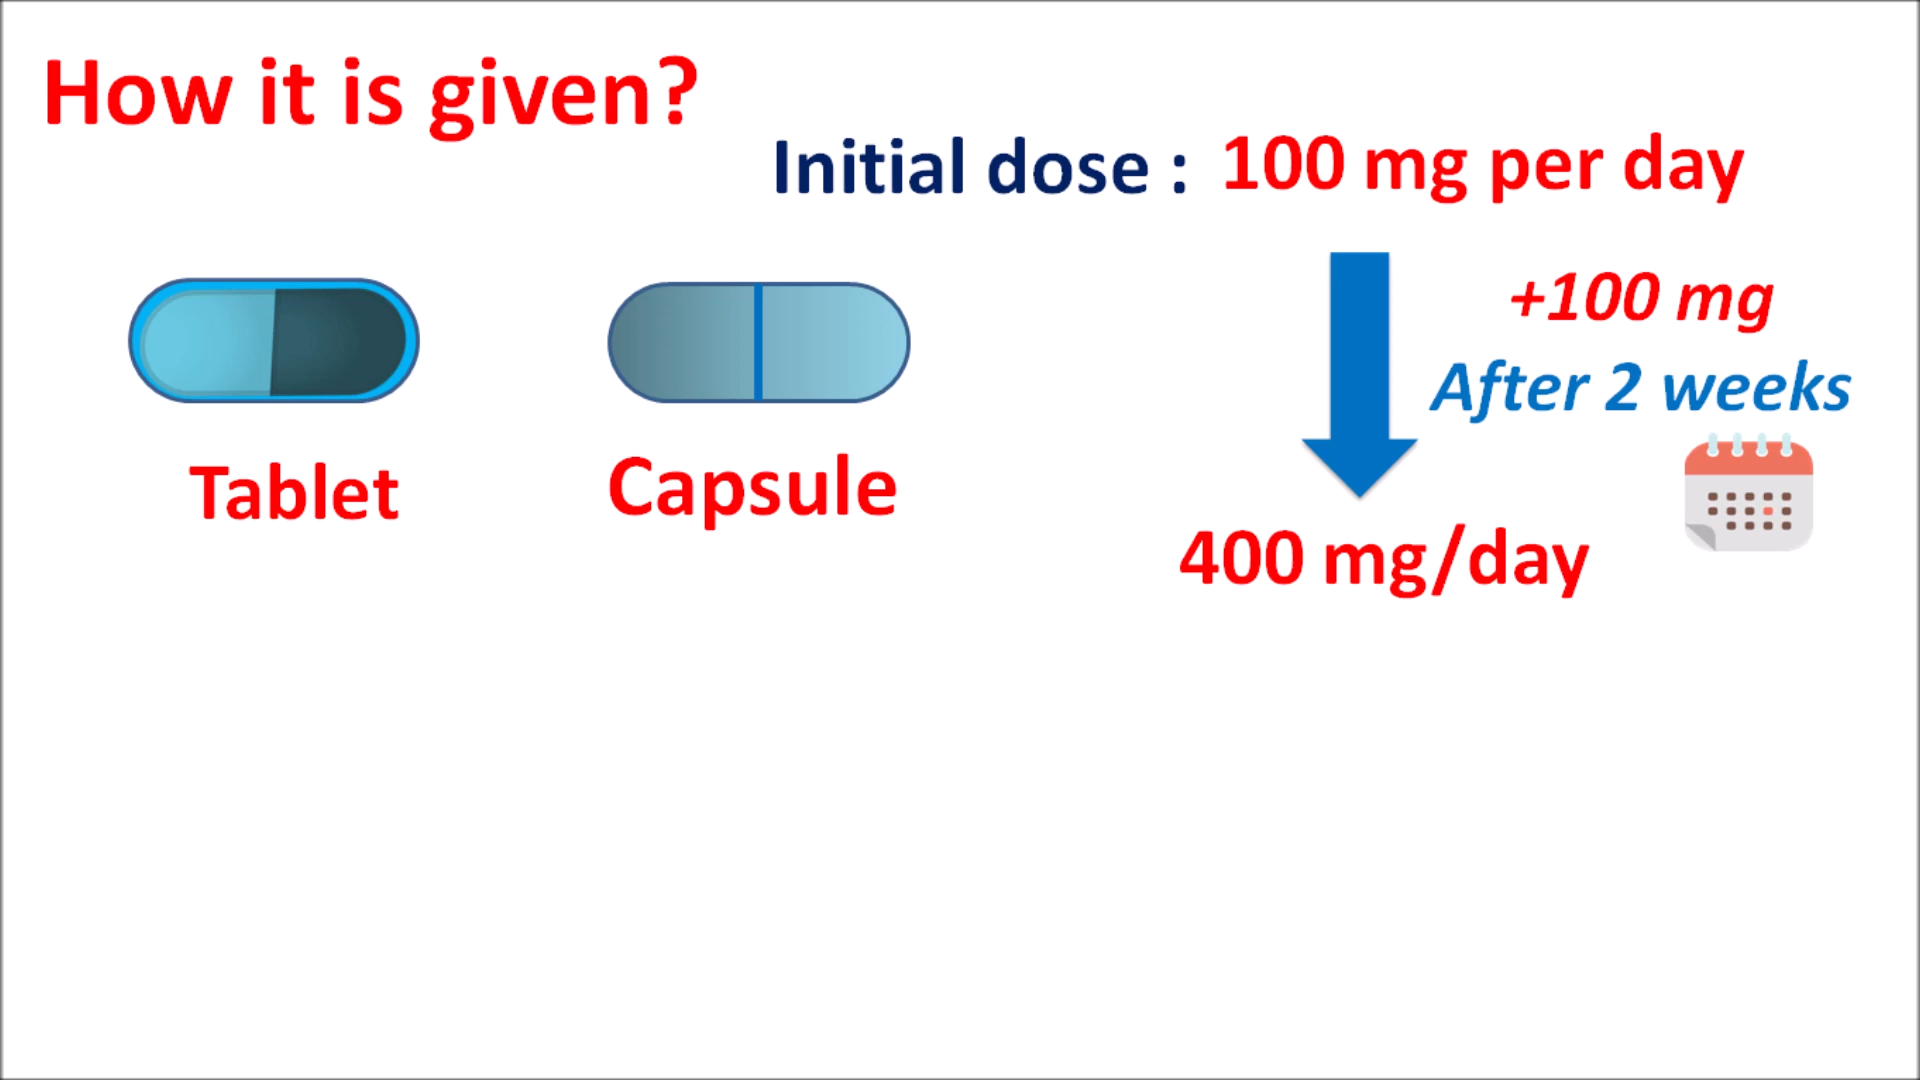 How it is given?
Initial dose : 100 mg per day
+100 mg
After 2 weeks
Tablet
Capsule
400 mg/day